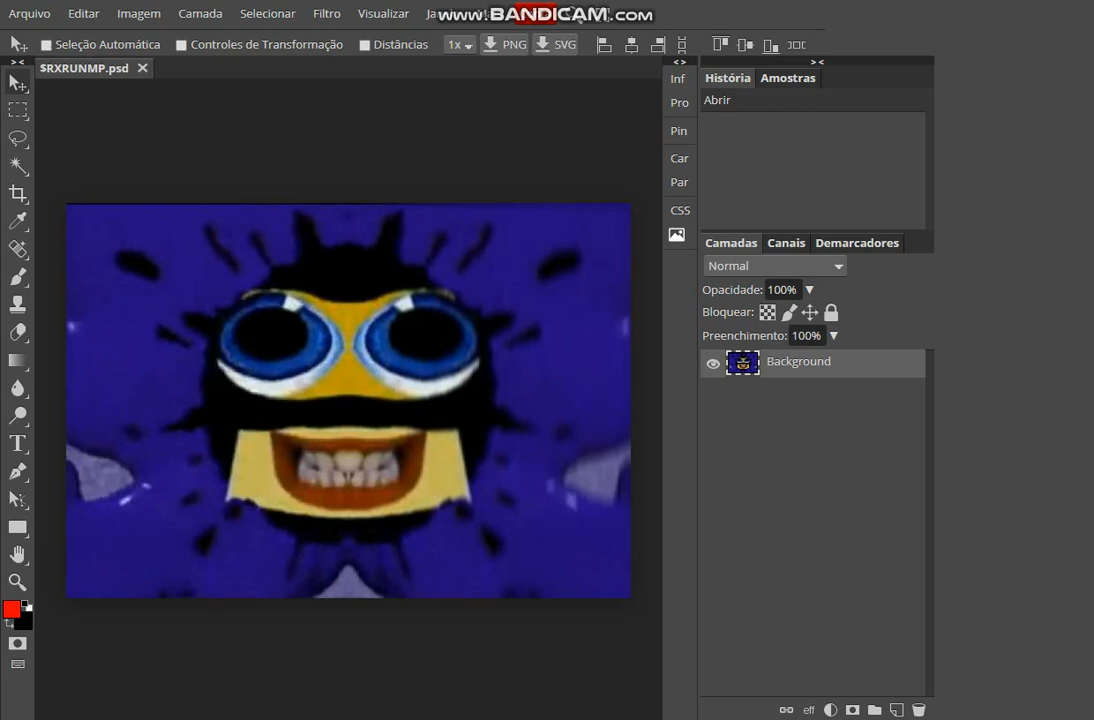 Arquivo Editar Imagem Camada Selecionar Filtro Visualizar
www.BANDICAM.com
Seleção Automática Controles de Transformação Distâncias 1x PNG SVG
$RXRUNMP.psd
Inf
Pro
Pin
Car
Par
CSS
História Amostras
Abrir
Camadas Canais Demarcadores
Normal
Opacidade: 100%
Bloquear:
Preenchimento: 100%
Background
eff